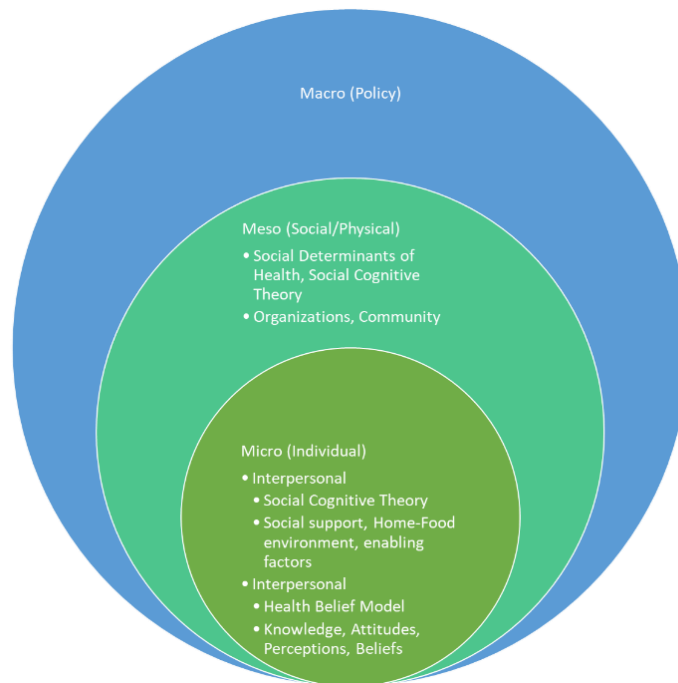 Macro (Policy)
Meso (Social/Physical)
• Social Determinants of
Health, Social Cognitive
Theory
• Organizations, Community
Micro (Individual)
• Interpersonal
• Social Cognitive Theory
• Social support, Home-Food
environment, enabling
factors
• Interpersonal
• Health Belief Model
• Knowledge, Attitudes,
Perceptions, Beliefs